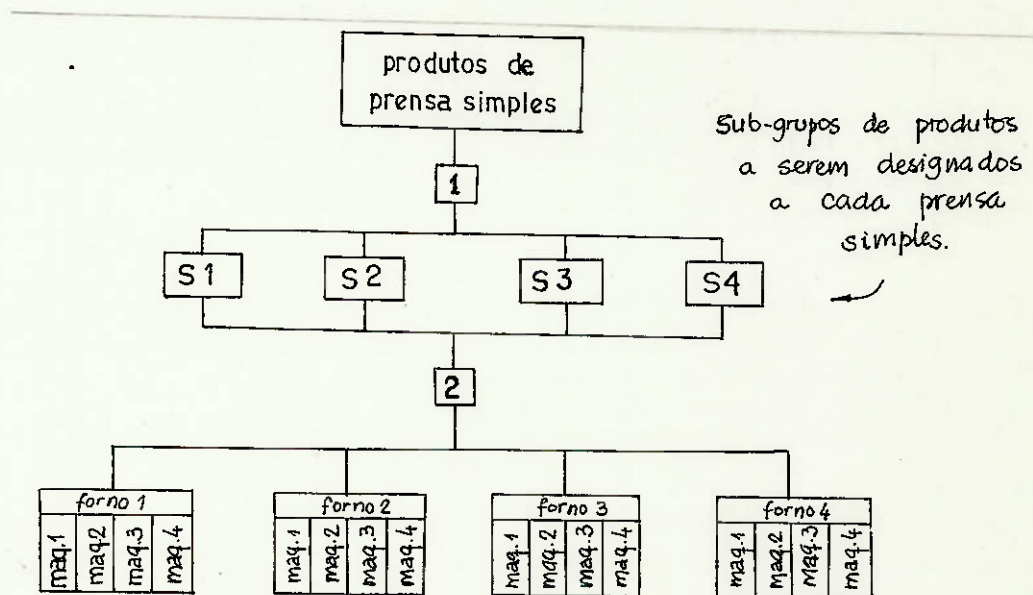 produtos de
prensa simples
Sub-grupos de produtos
a serem designados
a cada prensa
simples.
1
S1 S2 S3 S4
2
forno 1 forno 2 forno 3 forno 4
maq.1 maq.2 maq.3 maq.4 maq.1 maq.2 maq.3 maq.4 maq.1 maq.2 maq.3 maq.4 maq.1 maq.2 maq.3 maq.4